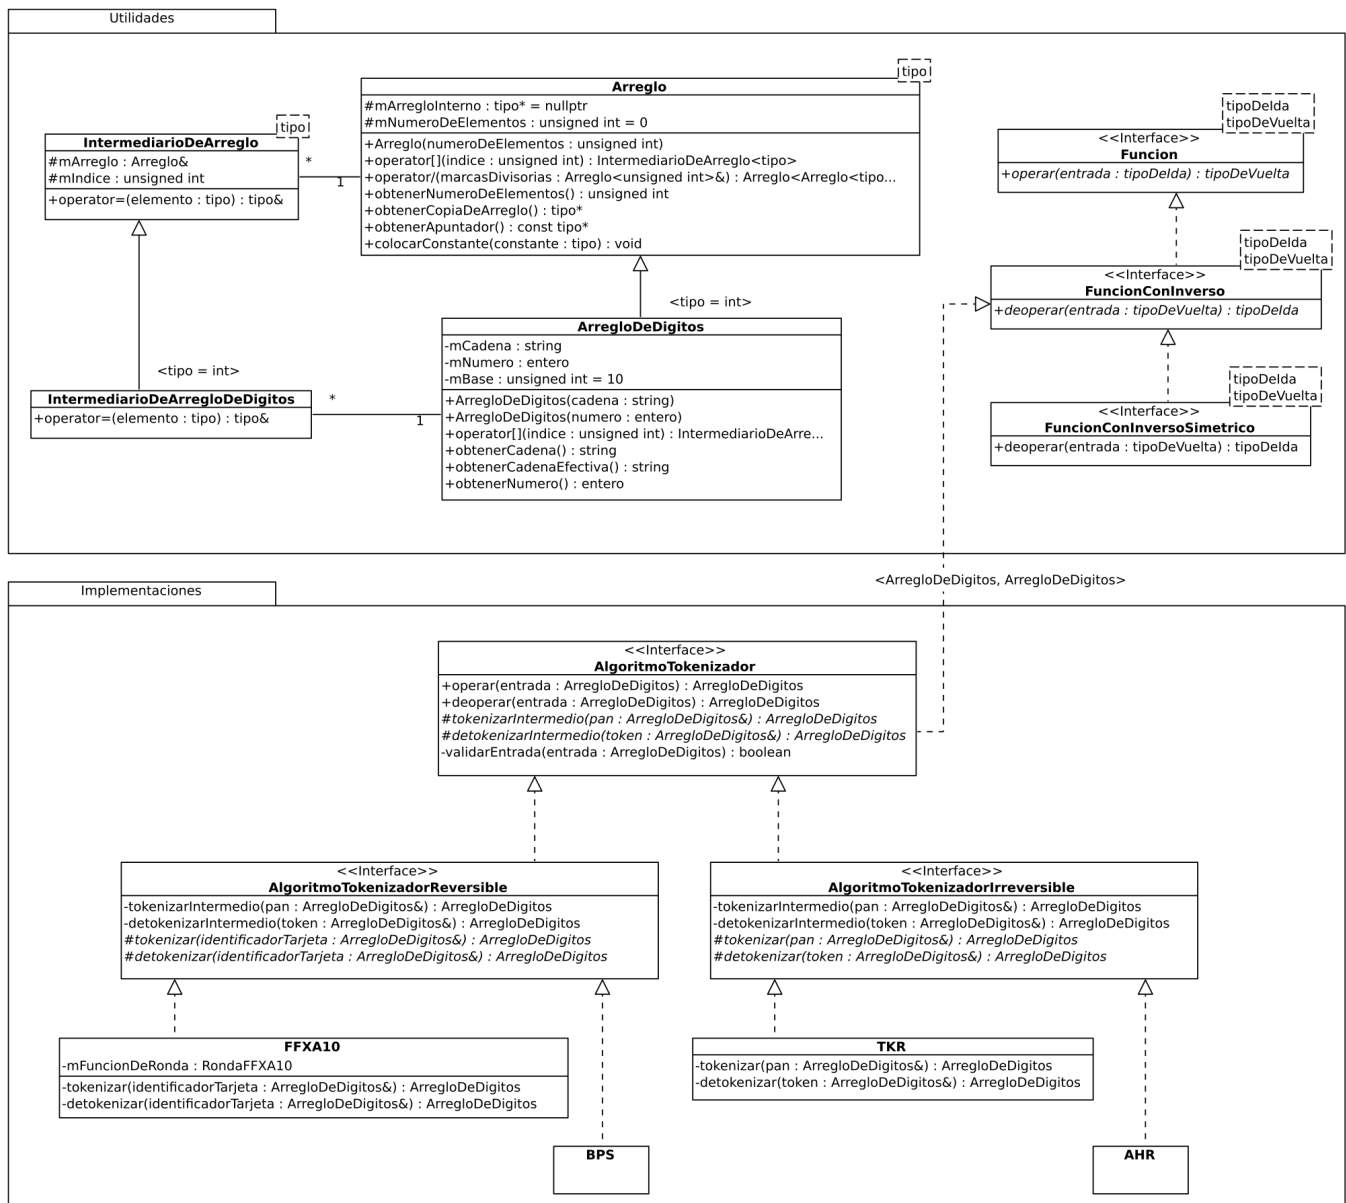 Utilidades
tipo
Arreglo
#mArregloInterno : tipo* = nullptr
#mNumeroDeElementos : unsigned int = 0
+Arreglo(numeroDeElementos : unsigned int)
+operator[](indice : unsigned int) : IntermediarioDeArreglo<tipo>
+operator/(marcasDivisorias : Arreglo<unsigned int>&) : Arreglo<Arreglo<tipo...
+obtenerNumeroDeElementos() : unsigned int
+obtenerCopiaDeArreglo() : tipo*
+obtenerApuntador() : const tipo*
+colocarConstante(constante : tipo) : void
tipo
IntermediarioDeArreglo
#mArreglo : Arreglo&
#mIndice : unsigned int
+operator=(elemento : tipo) : tipo&
*
1
tipoDeIda
tipoDeVuelta
<<Interface>>
Funcion
+operar(entrada : tipoDeIda) : tipoDeVuelta
tipoDeIda
tipoDeVuelta
<<Interface>>
FuncionConInverso
+deoperar(entrada : tipoDeVuelta) : tipoDeIda
<tipo = int>
ArregloDeDigitos
-mCadena : string
-mNumero : entero
-mBase : unsigned int = 10
+ArregloDeDigitos(cadena : string)
+ArregloDeDigitos(numero : entero)
+operator[](indice : unsigned int) : IntermediarioDeArre...
+obtenerCadena() : string
+obtenerCadenaEfectiva() : string
+obtenerNumero() : entero
<tipo = int>
IntermediarioDeArregloDeDigitos
+operator=(elemento : tipo) : tipo&
*
1
tipoDeIda
tipoDeVuelta
<<Interface>>
FuncionConInversoSimetrico
+deoperar(entrada : tipoDeVuelta) : tipoDeIda
<ArregloDeDigitos, ArregloDeDigitos>
Implementaciones
<<Interface>>
AlgoritmoTokenizador
+operar(entrada : ArregloDeDigitos) : ArregloDeDigitos
+deoperar(entrada : ArregloDeDigitos) : ArregloDeDigitos
#tokenizarIntermedio(pan : ArregloDeDigitos&) : ArregloDeDigitos
#detokenizarIntermedio(token : ArregloDeDigitos&) : ArregloDeDigitos
-validarEntrada(entrada : ArregloDeDigitos) : boolean
<<Interface>>
AlgoritmoTokenizadorReversible
-tokenizarIntermedio(pan : ArregloDeDigitos&) : ArregloDeDigitos
-detokenizarIntermedio(token : ArregloDeDigitos&) : ArregloDeDigitos
#tokenizar(identificadorTarjeta : ArregloDeDigitos&) : ArregloDeDigitos
#detokenizar(identificadorTarjeta : ArregloDeDigitos&) : ArregloDeDigitos
<<Interface>>
AlgoritmoTokenizadorIrreversible
-tokenizarIntermedio(pan : ArregloDeDigitos&) : ArregloDeDigitos
-detokenizarIntermedio(token : ArregloDeDigitos&) : ArregloDeDigitos
#tokenizar(pan : ArregloDeDigitos&) : ArregloDeDigitos
#detokenizar(token : ArregloDeDigitos&) : ArregloDeDigitos
FFXA10
-mFuncionDeRonda : RondaFFXA10
-tokenizar(identificadorTarjeta : ArregloDeDigitos&) : ArregloDeDigitos
-detokenizar(identificadorTarjeta : ArregloDeDigitos&) : ArregloDeDigitos
TKR
-tokenizar(pan : ArregloDeDigitos&) : ArregloDeDigitos
-detokenizar(token : ArregloDeDigitos&) : ArregloDeDigitos
BPS
AHR